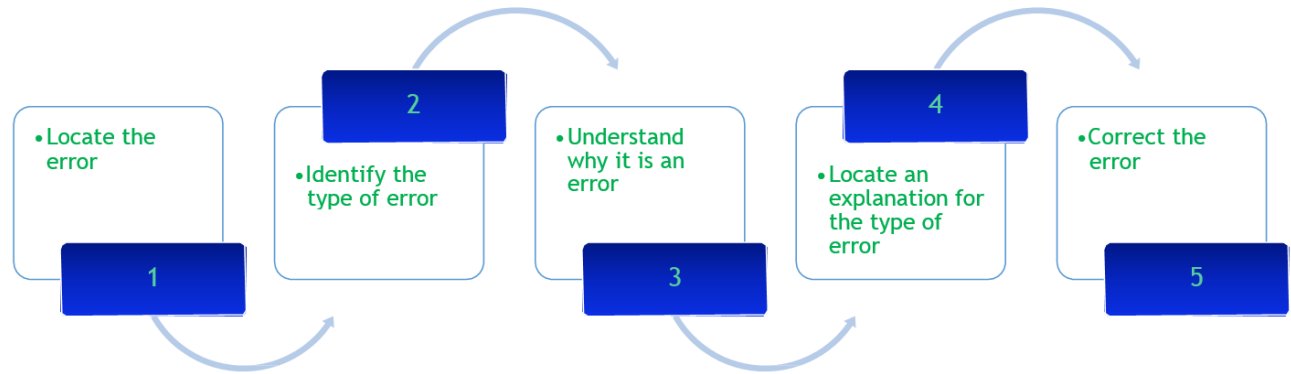 •Locate the
error
1
2
•Identify the
type of error
•Understand
why it is an
error
3
4
•Locate an
explanation for
the type of
error
•Correct the
error
5